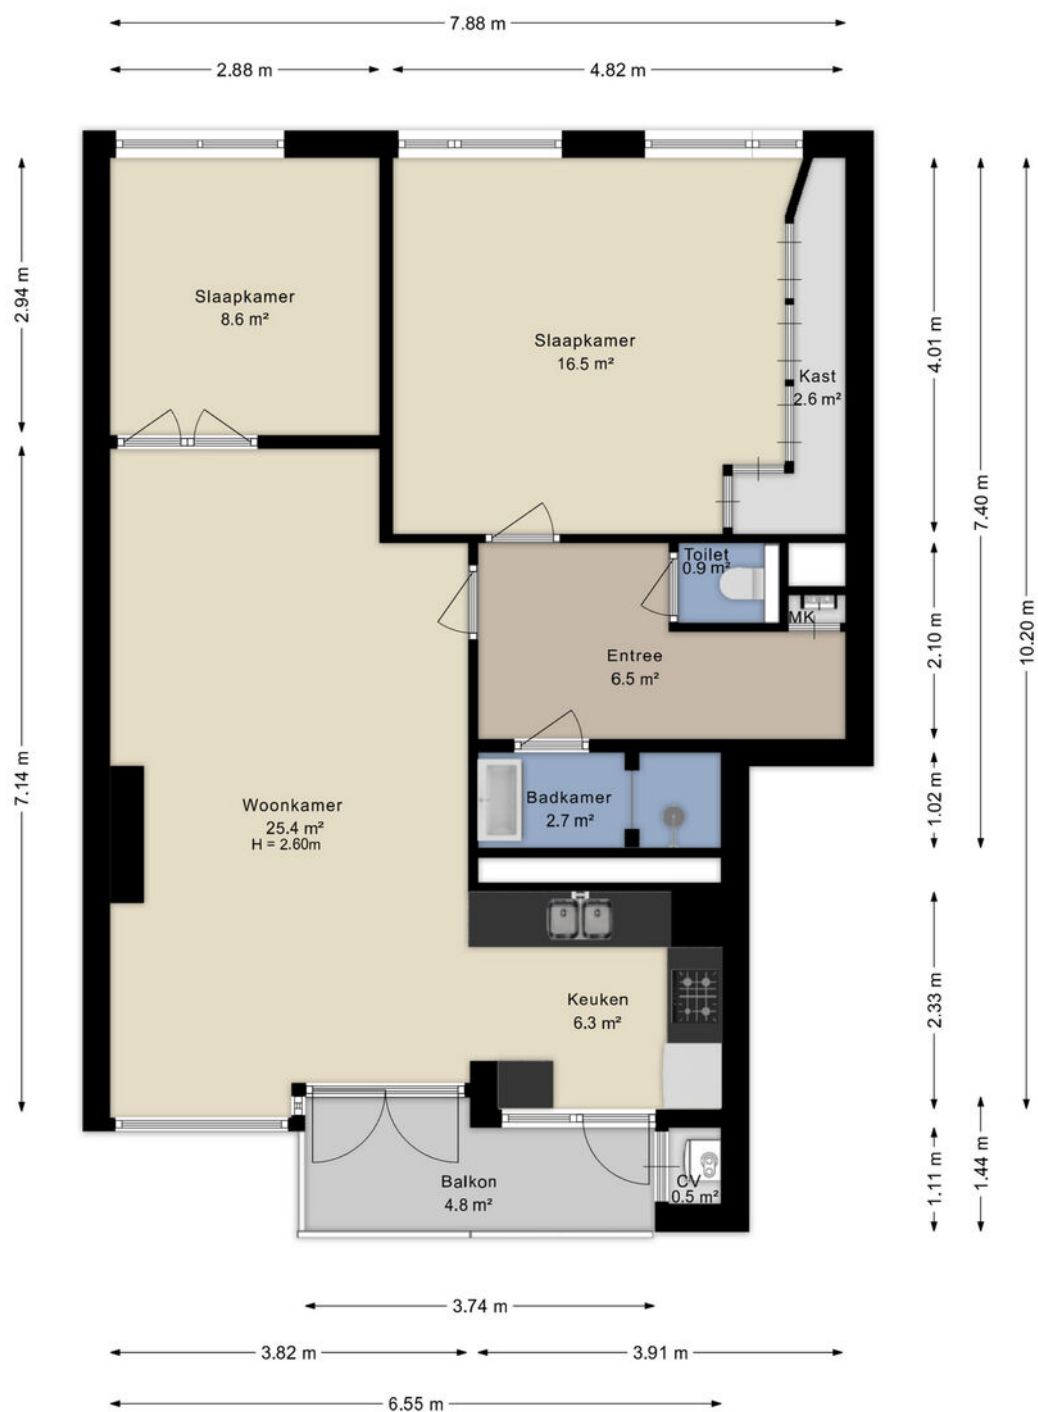 7.88 m
2.88 m
4.82 m
2.94 m
Slaapkamer
8.6 m²
Slaapkamer
16.5 m²
Kast
2.6 m²
4.01 m
7.40 m
10.20 m
Toilet
0.9 m²
MK
Entree
6.5 m²
2.10 m
7.14 m
Woonkamer
25.4 m²
H = 2.60m
Badkamer
2.7 m²
1.02 m
Keuken
6.3 m²
2.33 m
Balkon
4.8 m²
CV
0.5 m²
1.11 m
1.44 m
3.74 m
3.82 m
3.91 m
6.55 m